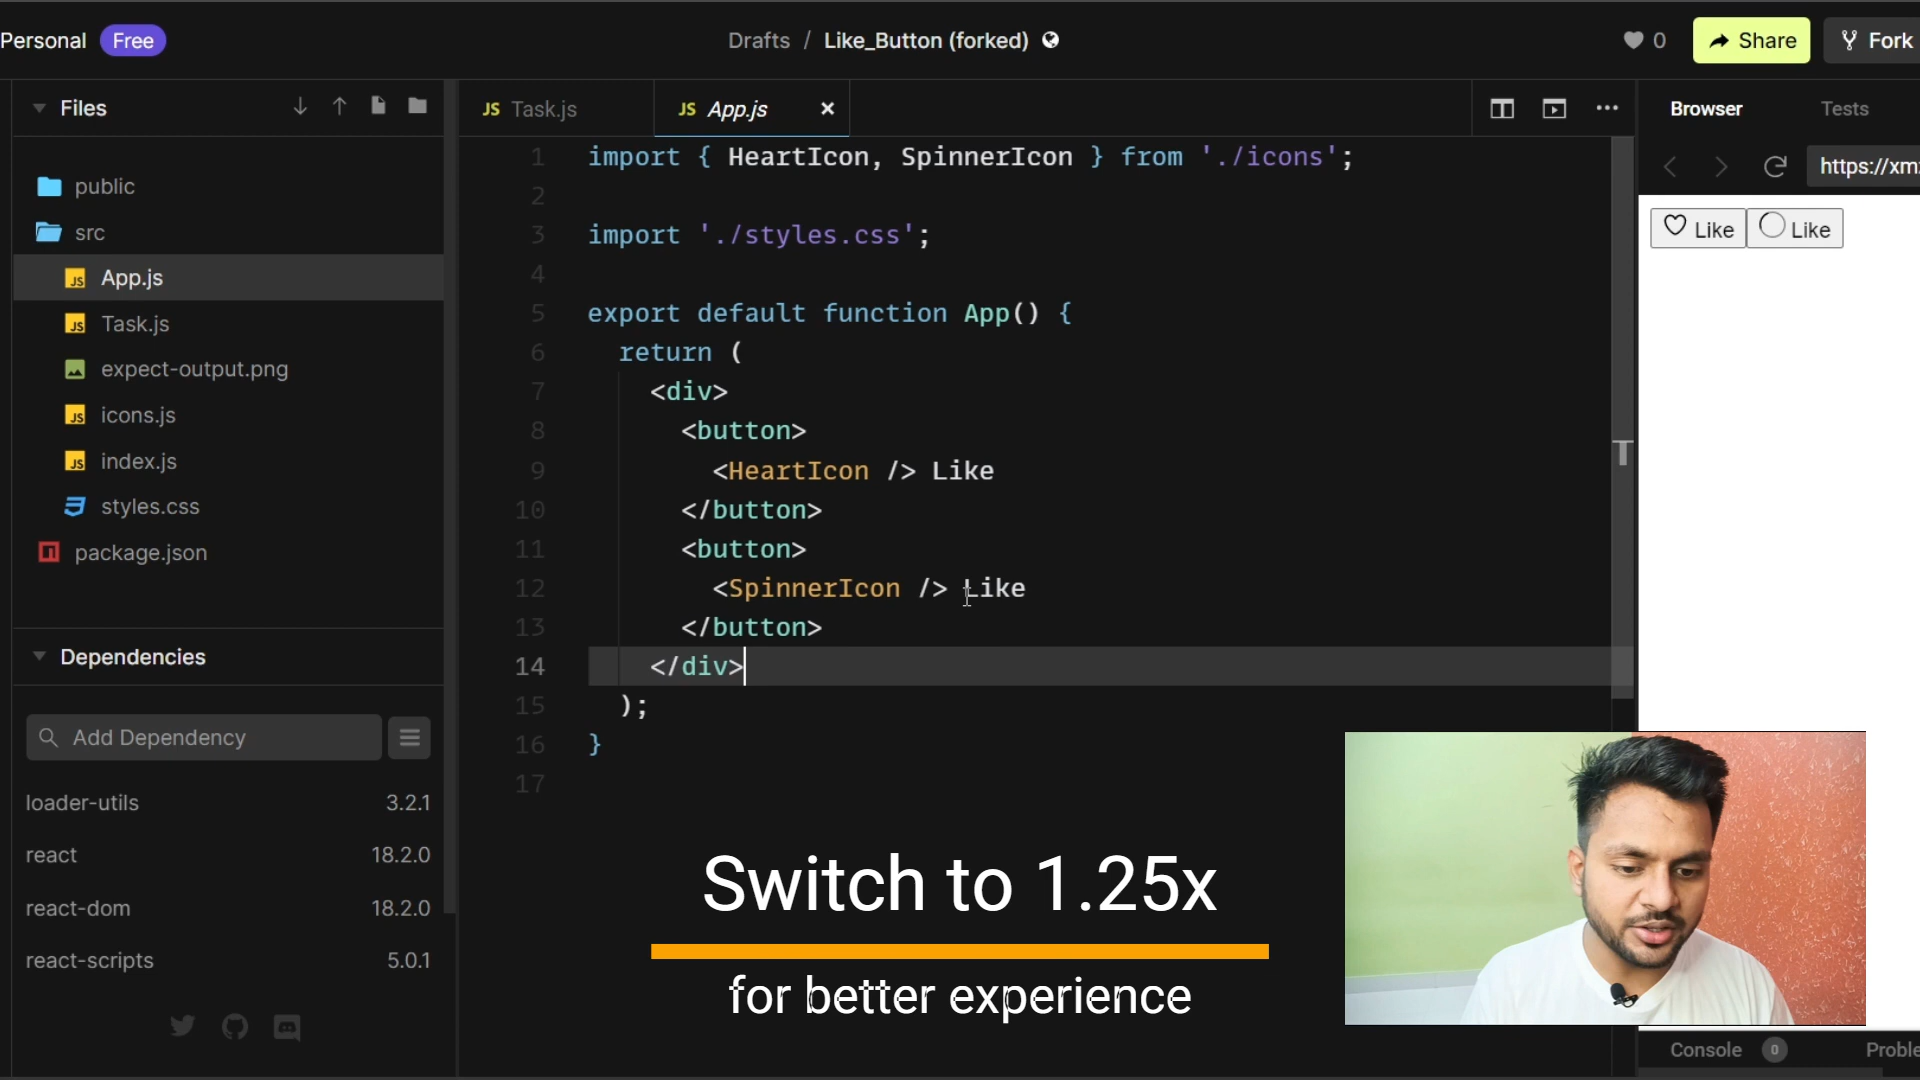 Personal Free
Drafts / Like_Button (forked)
0
Share
Fork
Files
public
src
App.js
Task.js
expect-output.png
icons.js
index.js
styles.css
package.json
Dependencies
Add Dependency
loader-utils 3.2.1
react 18.2.0
react-dom 18.2.0
react-scripts 5.0.1
JS Task.js
JS App.js
1 import { HeartIcon, SpinnerIcon } from './icons';
2
3 import './styles.css';
4
5 export default function App() {
6 return (
7 <div>
8 <button>
9 <HeartIcon /> Like
10 </button>
11 <button>
12 <SpinnerIcon /> Like
13 </button>
14 </div>
15 );
16 }
17
Switch to 1.25x
for better experience
Browser Tests
https://xm
Like
Like
Console 0
Proble